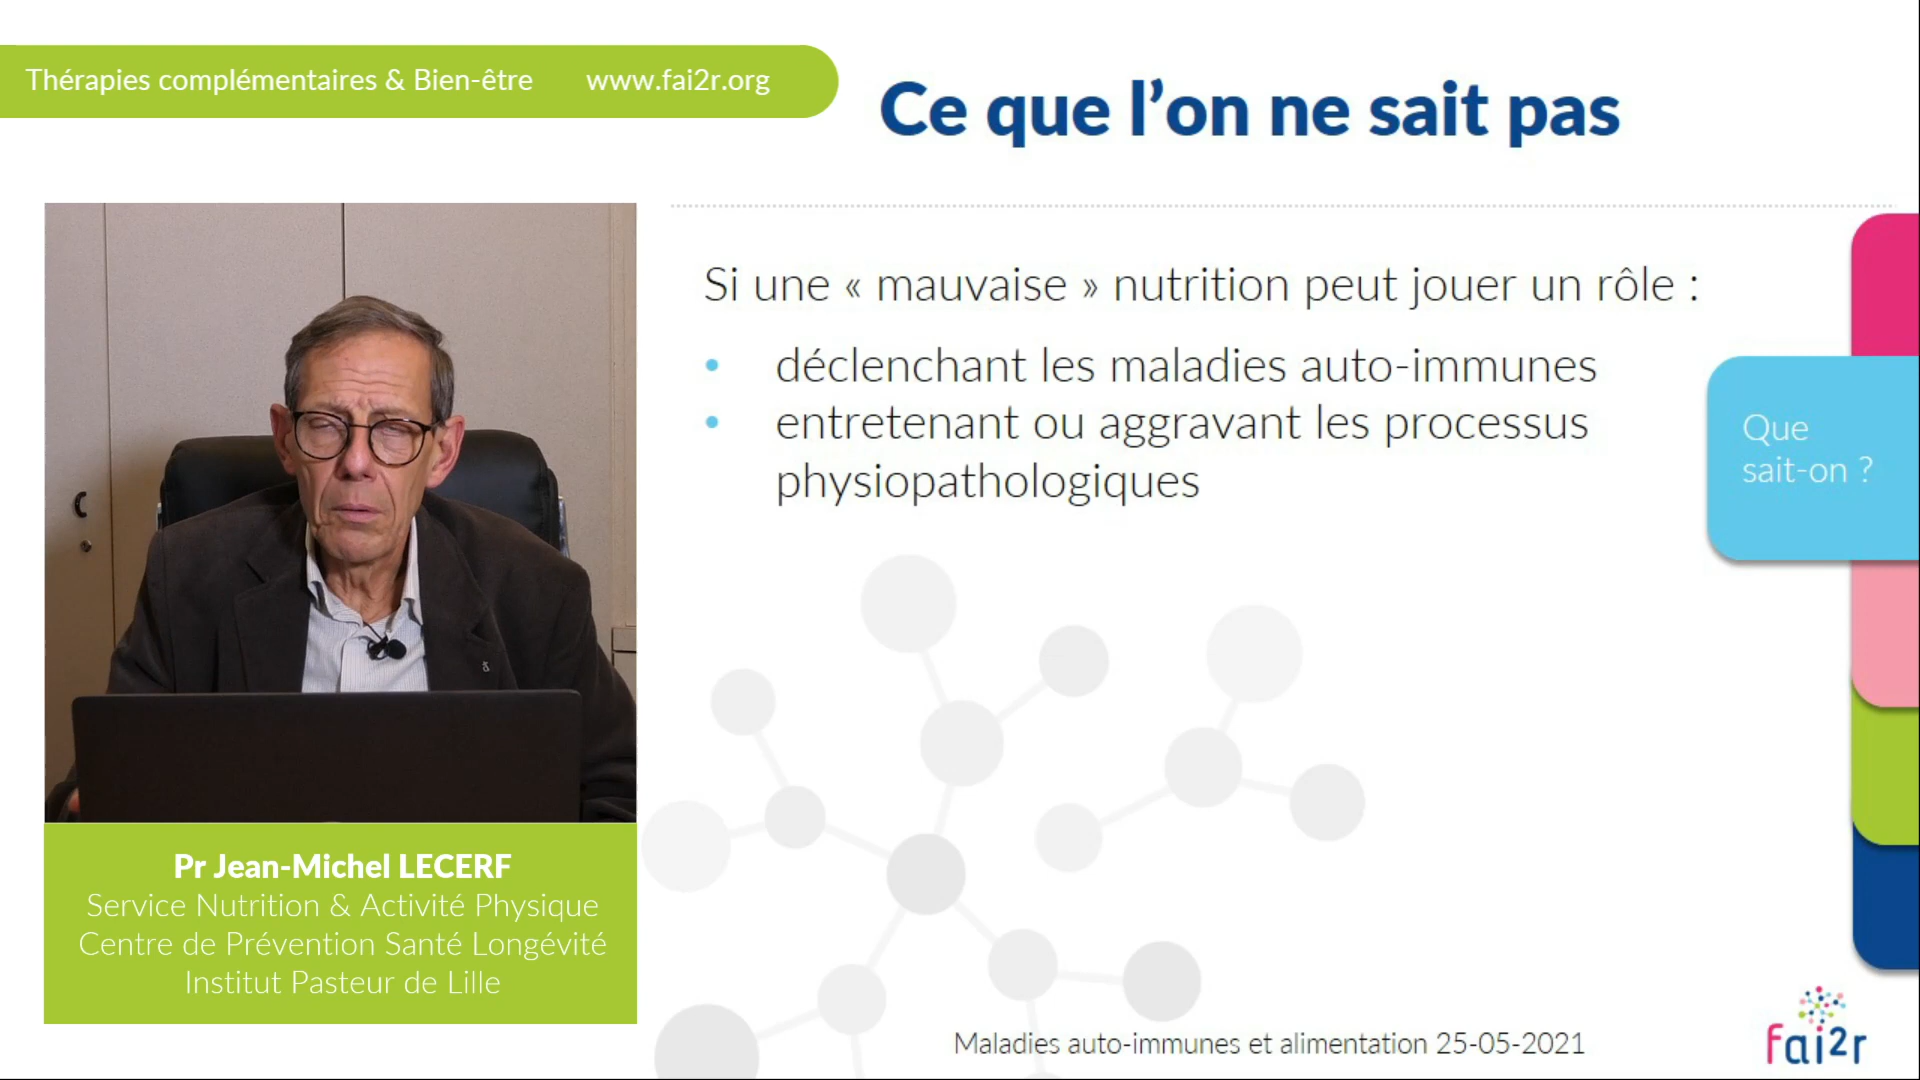 Thérapies complémentaires & Bien-être www.fai2r.org
Ce que l’on ne sait pas
Si une « mauvaise » nutrition peut jouer un rôle :
• déclenchant les maladies auto-immunes
• entretenant ou aggravant les processus
physiopathologiques
Que
sait-on ?
Pr Jean-Michel LECERF
Service Nutrition & Activité Physique
Centre de Prévention Santé Longévité
Institut Pasteur de Lille
Maladies auto-immunes et alimentation 25-05-2021
fai2r